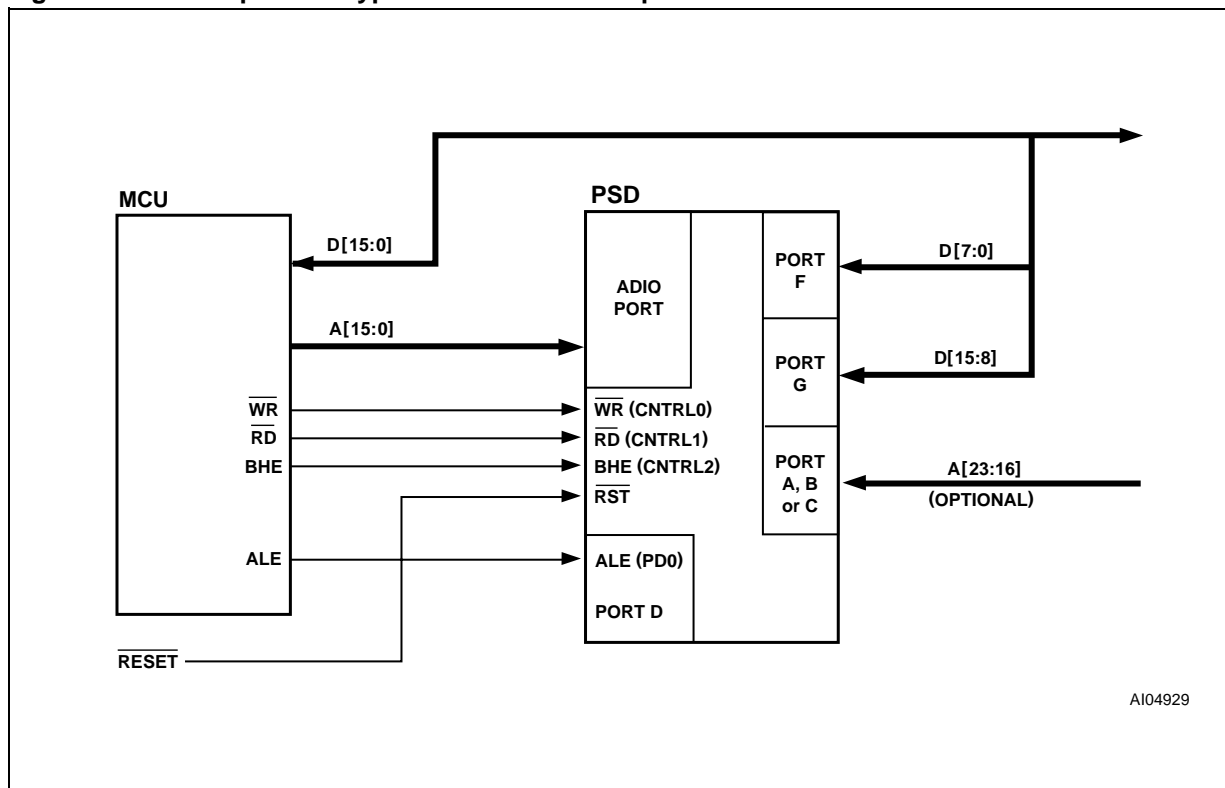 MCU
PSD
D[15:0]
ADIO
PORT
PORT
F
D[7:0]
A[15:0]
PORT
G
D[15:8]
WR
WR (CNTRL0)
RD
RD (CNTRL1)
BHE
BHE (CNTRL2)
RST
PORT
A, B
or C
A[23:16]
(OPTIONAL)
ALE
ALE (PD0)
PORT D
RESET
AI04929